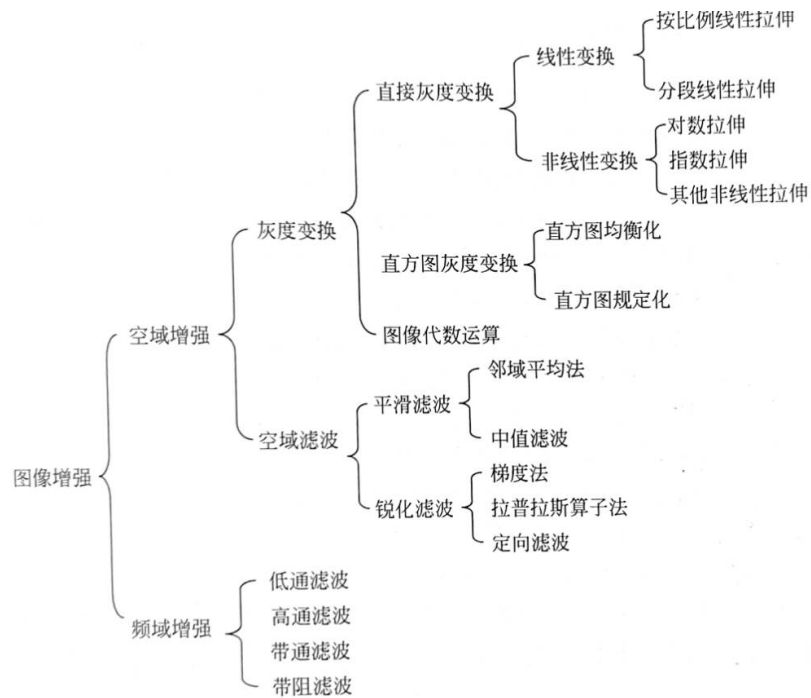 图像增强
空域增强
灰度变换
直接灰度变换
线性变换
按比例线性拉伸
分段线性拉伸
非线性变换
对数拉伸
指数拉伸
其他非线性拉伸
直方图灰度变换
直方图均衡化
直方图规定化
图像代数运算
空域滤波
平滑滤波
邻域平均法
中值滤波
锐化滤波
梯度法
拉普拉斯算子法
定向滤波
频域增强
低通滤波
高通滤波
带通滤波
带阻滤波